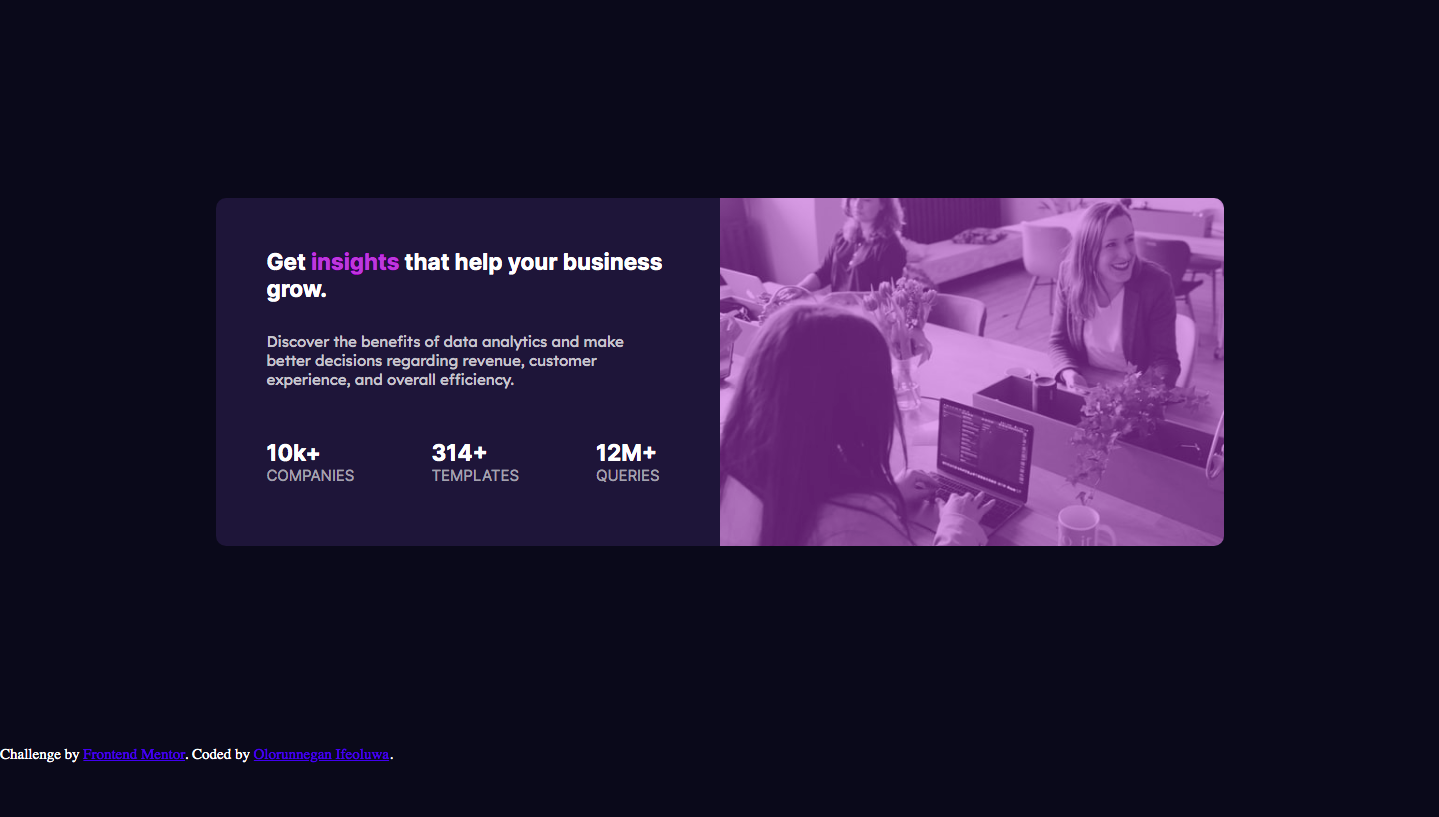 Get insights that help your business
grow.
Discover the benefits of data analytics and make
better decisions regarding revenue, customer
experience, and overall efficiency.
10k+ 314+ 12M+
COMPANIES TEMPLATES QUERIES
Challenge by Frontend Mentor. Coded by Olorunnegan Ifeoluwa.